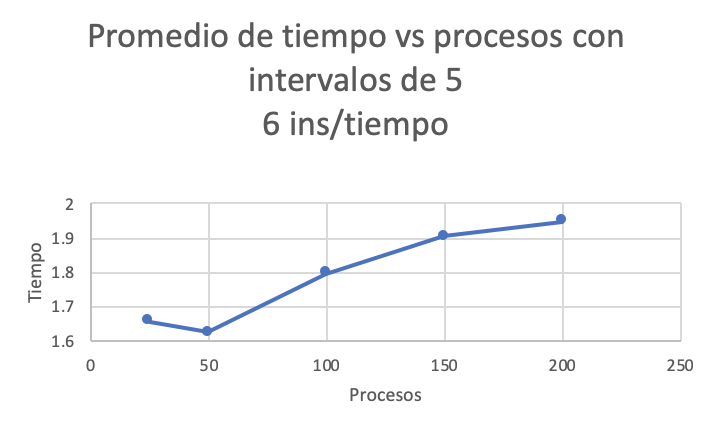 Promedio de tiempo vs procesos con
intervalos de 5
6 ins/tiempo
Tiempo
2
1.9
1.8
1.7
1.6
0 50 100 150 200 250
Procesos